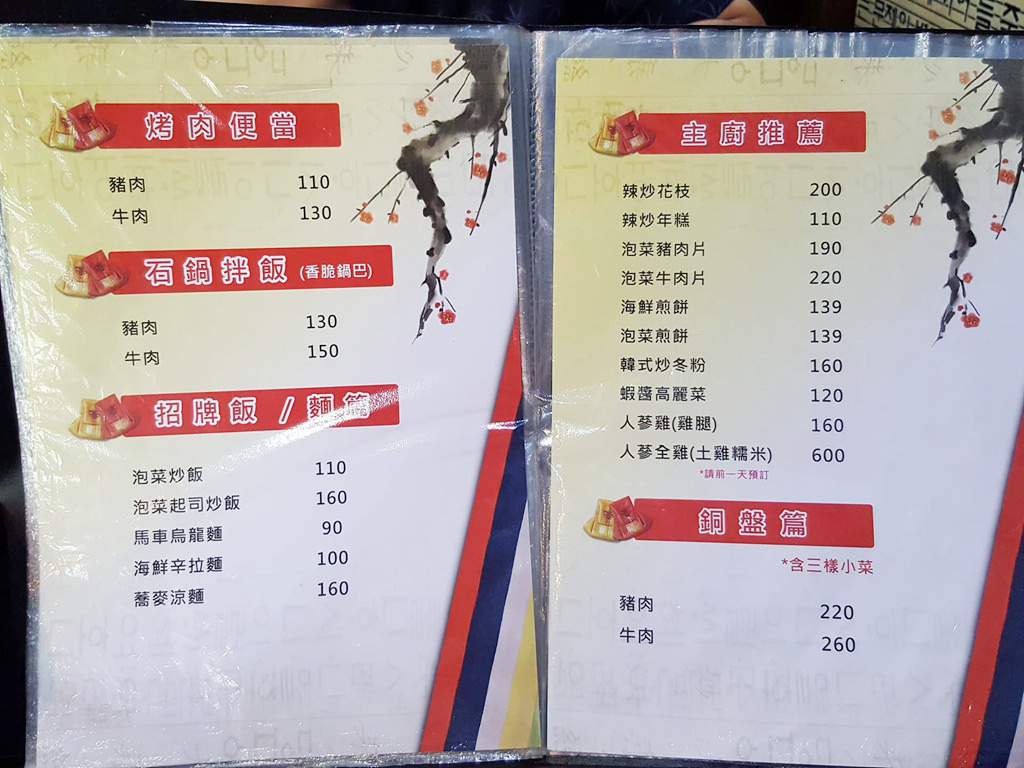 烤肉便當
豬肉 110
牛肉 130
石鍋拌飯 (香脆鍋巴)
豬肉 130
牛肉 150
招牌飯 / 麵篇
泡菜炒飯 110
泡菜起司炒飯 160
馬車烏龍麵 90
海鮮辛拉麵 100
蕎麥涼麵 160
主廚推薦
辣炒花枝 200
辣炒年糕 110
泡菜豬肉片 190
泡菜牛肉片 220
海鮮煎餅 139
泡菜煎餅 139
韓式炒冬粉 160
蝦醬高麗菜 120
人蔘雞(雞腿) 160
人蔘全雞(土雞糯米) 600
*請前一天預訂
銅盤篇
*含三樣小菜
豬肉 220
牛肉 260